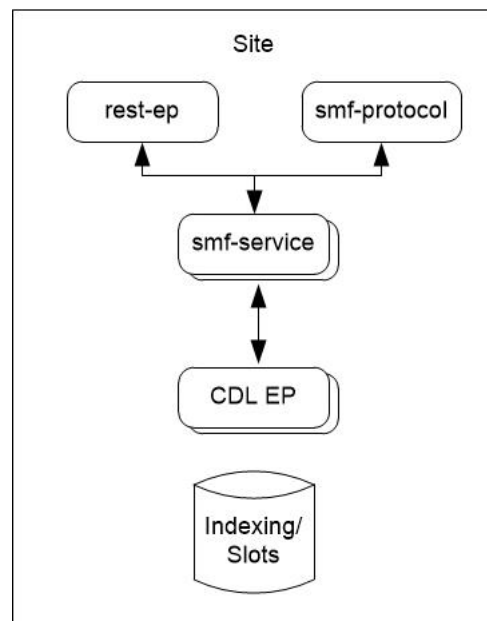 Site
rest-ep
smf-protocol
smf-service
CDL EP
Indexing/
Slots